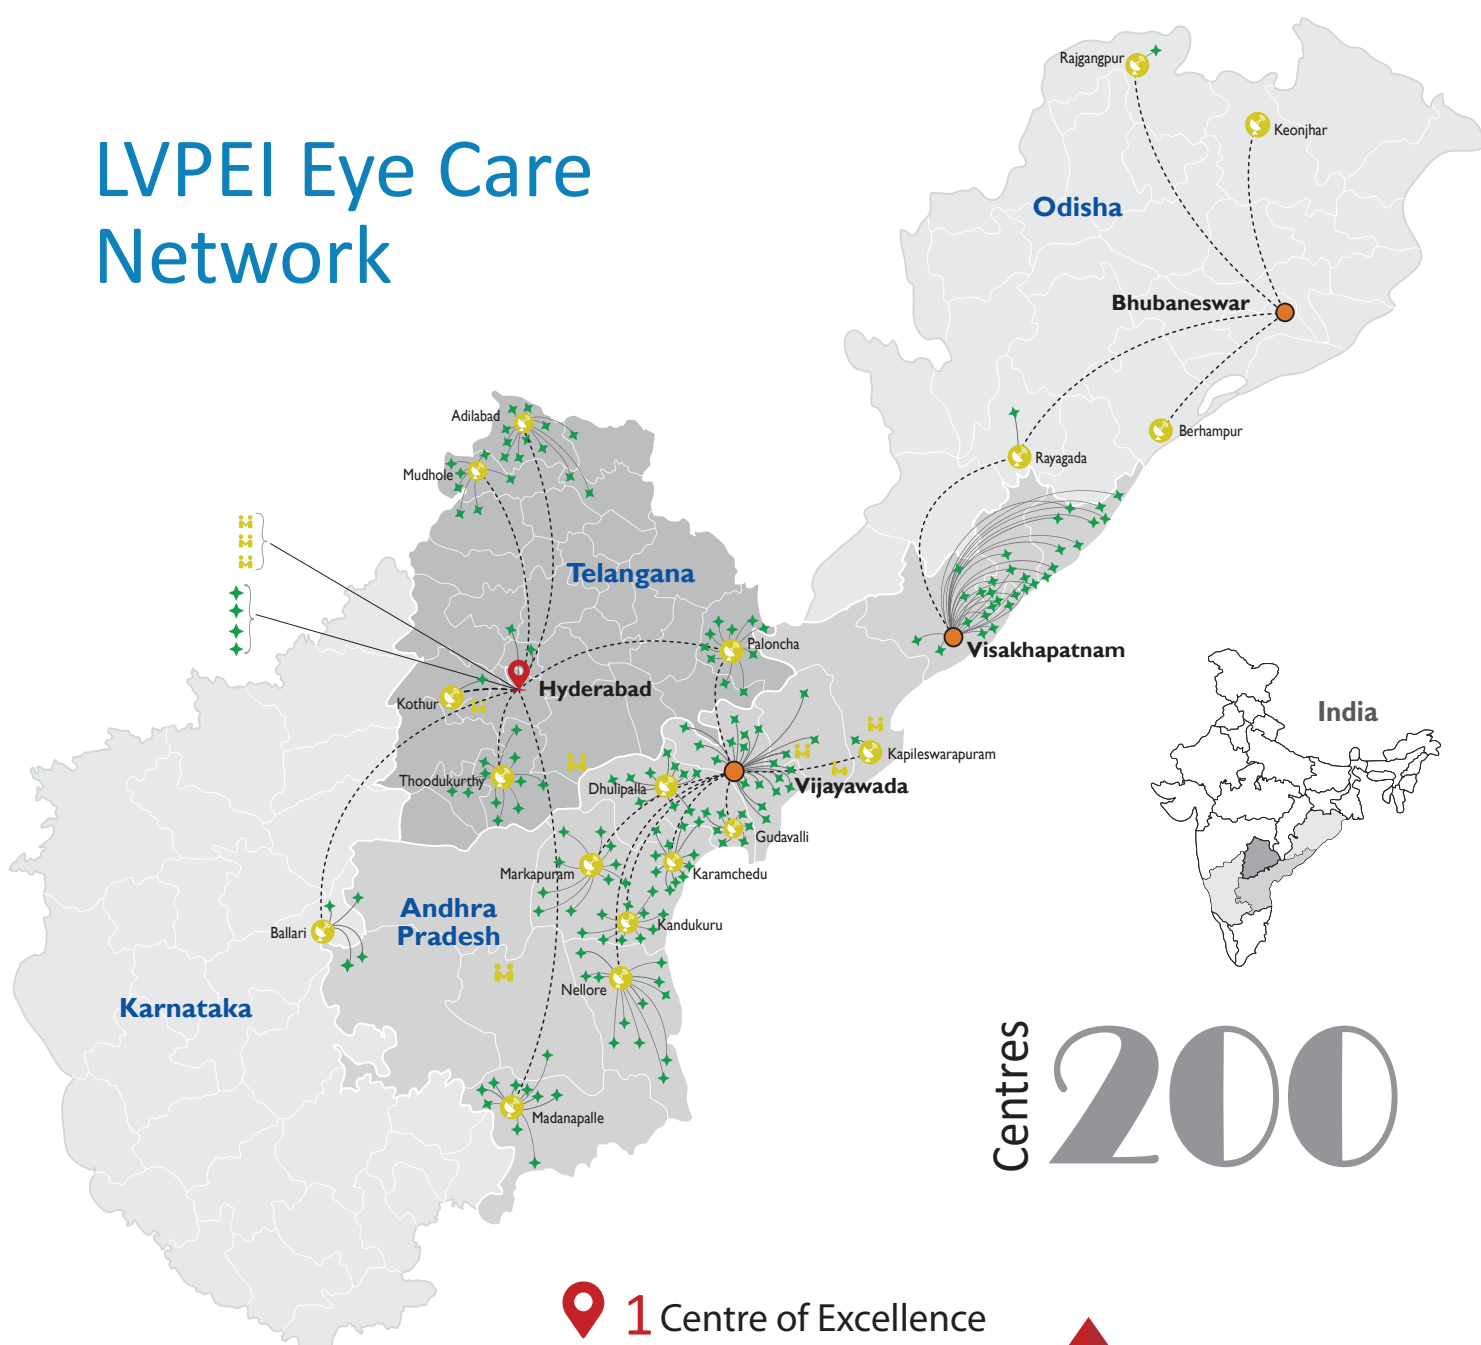 LVPEI Eye Care
Network
Rajgangpur
Keonjhar
Odisha
Bhubaneswar
Adilabad
Berhampur
Rayagada
Mudhole
Telangana
Paloncha
Visakhapatnam
Hyderabad
Kothur
India
Kapileswarapuram
Thoodukurthy
Dhulipalla
Vijayawada
Gudavalli
Markapuram
Karamchedu
Andhra
Pradesh
Kandukuru
Ballari
Nellore
Karnataka
Centres 200
Madanapalle
1 Centre of Excellence